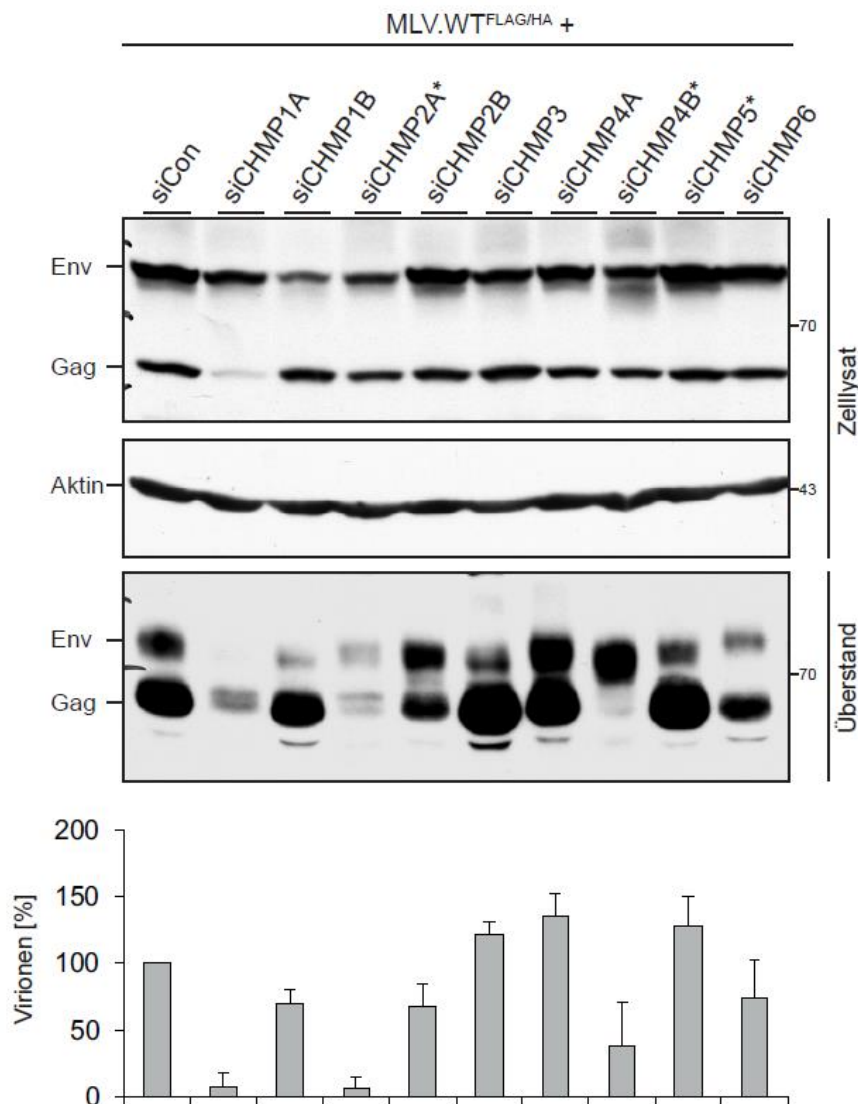 MLV.WTFLAG/HA +
siCon
siCHMP1A
siCHMP1B
siCHMP2A*
siCHMP2B
siCHMP3
siCHMP4A
siCHMP4B*
siCHMP5*
siCHMP6
Env
Gag
70
Zelllysat
Aktin
43
Env
Gag
70
Überstand
Virionen [%]
200
150
100
50
0